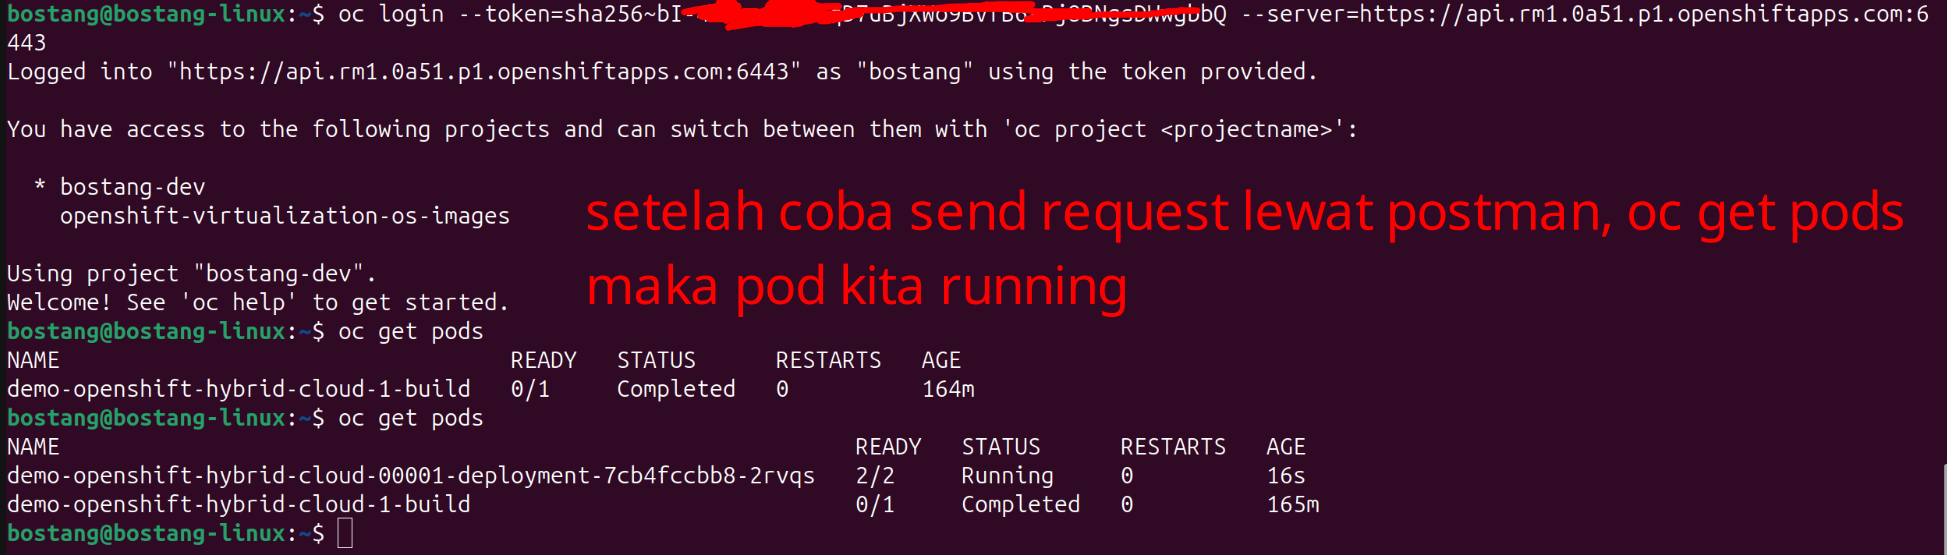 bostang@bostang-linux:~$ oc login --token=sha256~bI --server=https://api.rm1.0a51.p1.openshiftapps.com:6
443
Logged into "https://api.rm1.0a51.p1.openshiftapps.com:6443" as "bostang" using the token provided.
You have access to the following projects and can switch between them with 'oc project <projectname>':
* bostang-dev
openshift-virtualization-os-images
setelah coba send request lewat postman, oc get pods
maka pod kita running
Using project "bostang-dev".
Welcome! See 'oc help' to get started.
bostang@bostang-linux:~$ oc get pods
NAME READY STATUS RESTARTS AGE
demo-openshift-hybrid-cloud-1-build 0/1 Completed 0 164m
bostang@bostang-linux:~$ oc get pods
NAME READY STATUS RESTARTS AGE
demo-openshift-hybrid-cloud-00001-deployment-7cb4fccbb8-2rvqs 2/2 Running 0 16s
demo-openshift-hybrid-cloud-1-build 0/1 Completed 0 165m
bostang@bostang-linux:~$